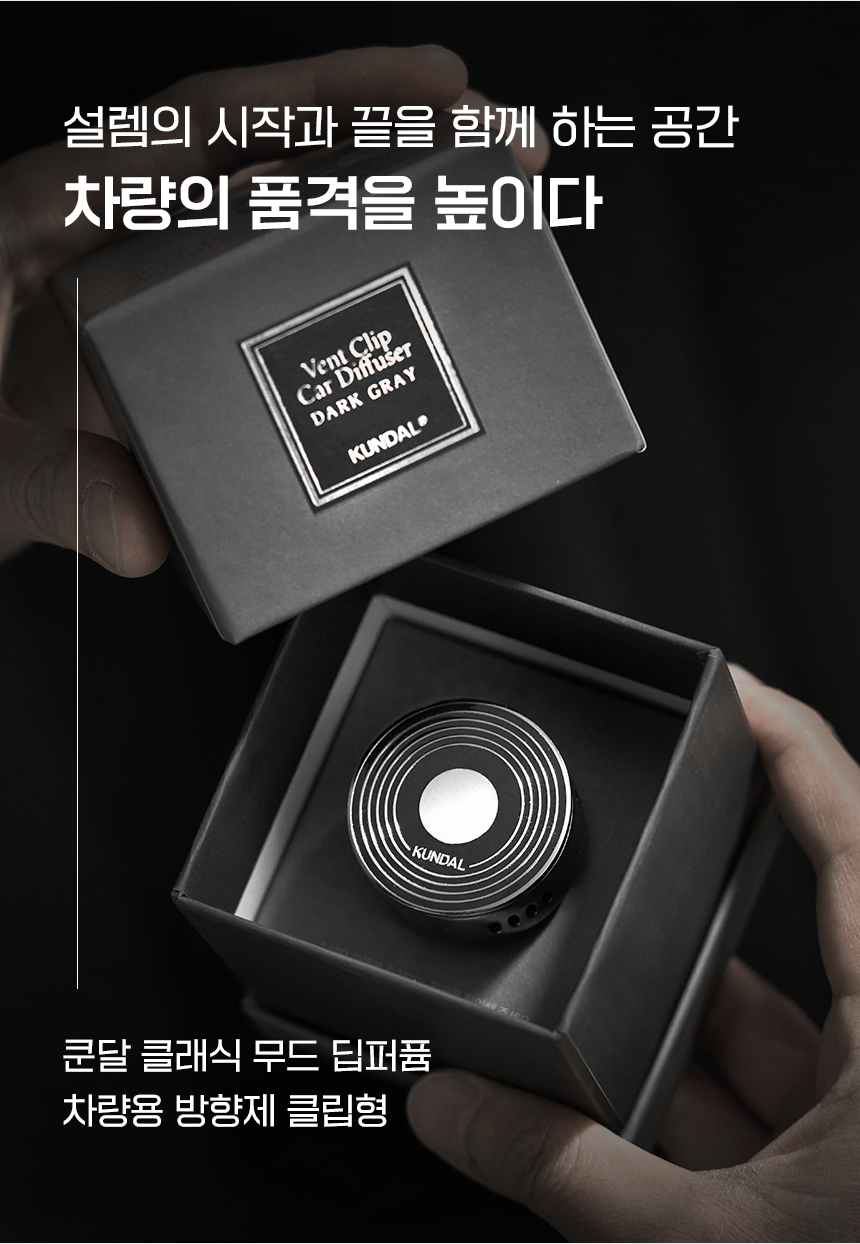 설렘의 시작과 끝을 함께 하는 공간
차량의 품격을 높이다
Vent Clip
Car Diffuser
DARK GRAY
KUNDAL®
KUNDAL
쿤달 클래식 무드 딥퍼퓸
차량용 방향제 클립형